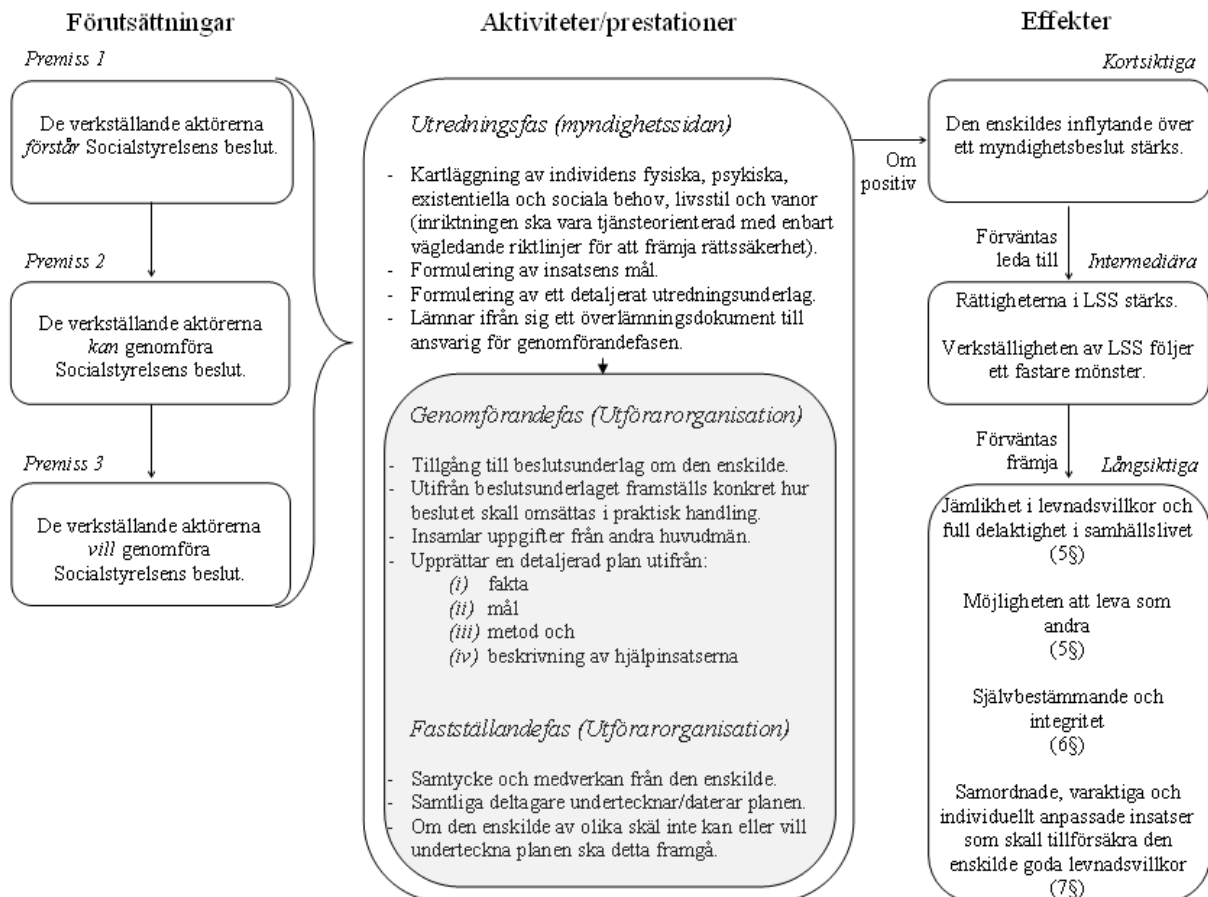 Förutsättningar
Premiss 1
De verkställande aktörerna
förstår Socialstyrelsens beslut.
Premiss 2
De verkställande aktörerna
kan genomföra
Socialstyrelsens beslut.
Premiss 3
De verkställande aktörerna
vill genomföra
Socialstyrelsens beslut.
Aktiviteter/prestationer
Utredningsfas (myndighetssidan)
- Kartläggning av individens fysiska, psykiska,
existentiella och sociala behov, livsstil och vanor
(inriktningen ska vara tjänsteorienterad med enbart
vägledande riktlinjer för att främja rättssäkerhet).
- Formulering av insatsens mål.
- Formulering av ett detaljerat utredningsunderlag.
- Lämnar ifrån sig ett överlämningsdokument till
ansvarig för genomförandefasen.
Genomförandefas (Utförarorganisation)
- Tillgång till beslutsunderlag om den enskilde.
- Utifrån beslutsunderlaget framställs konkret hur
beslutet skall omsättas i praktisk handling.
- Insamlar uppgifter från andra huvudmän.
- Upprättar en detaljerad plan utifrån:
(i) fakta
(ii) mål
(iii) metod och
(iv) beskrivning av hjälpinsatserna
Fastställandefas (Utförarorganisation)
- Samtycke och medverkan från den enskilde.
- Samtliga deltagare undertecknar/daterar planen.
- Om den enskilde av olika skäl inte kan eller vill
underteckna planen ska detta framgå.
Om
positiv
Effekter
Kortsiktiga
Den enskildes inflytande över
ett myndighetsbeslut stärks.
Förväntas
leda till
Intermediära
Rättigheterna i LSS stärks.
Verkställigheten av LSS följer
ett fastare mönster.
Förväntas
främja
Långsiktiga
Jämlikhet i levnadsvillkor och
full delaktighet i samhällslivet
(5§)
Möjligheten att leva som
andra
(5§)
Självbestämmande och
integritet
(6§)
Samordnade, varaktiga och
individuellt anpassade insatser
som skall tillförsäkra den
enskilde goda levnadsvillkor
(7§)